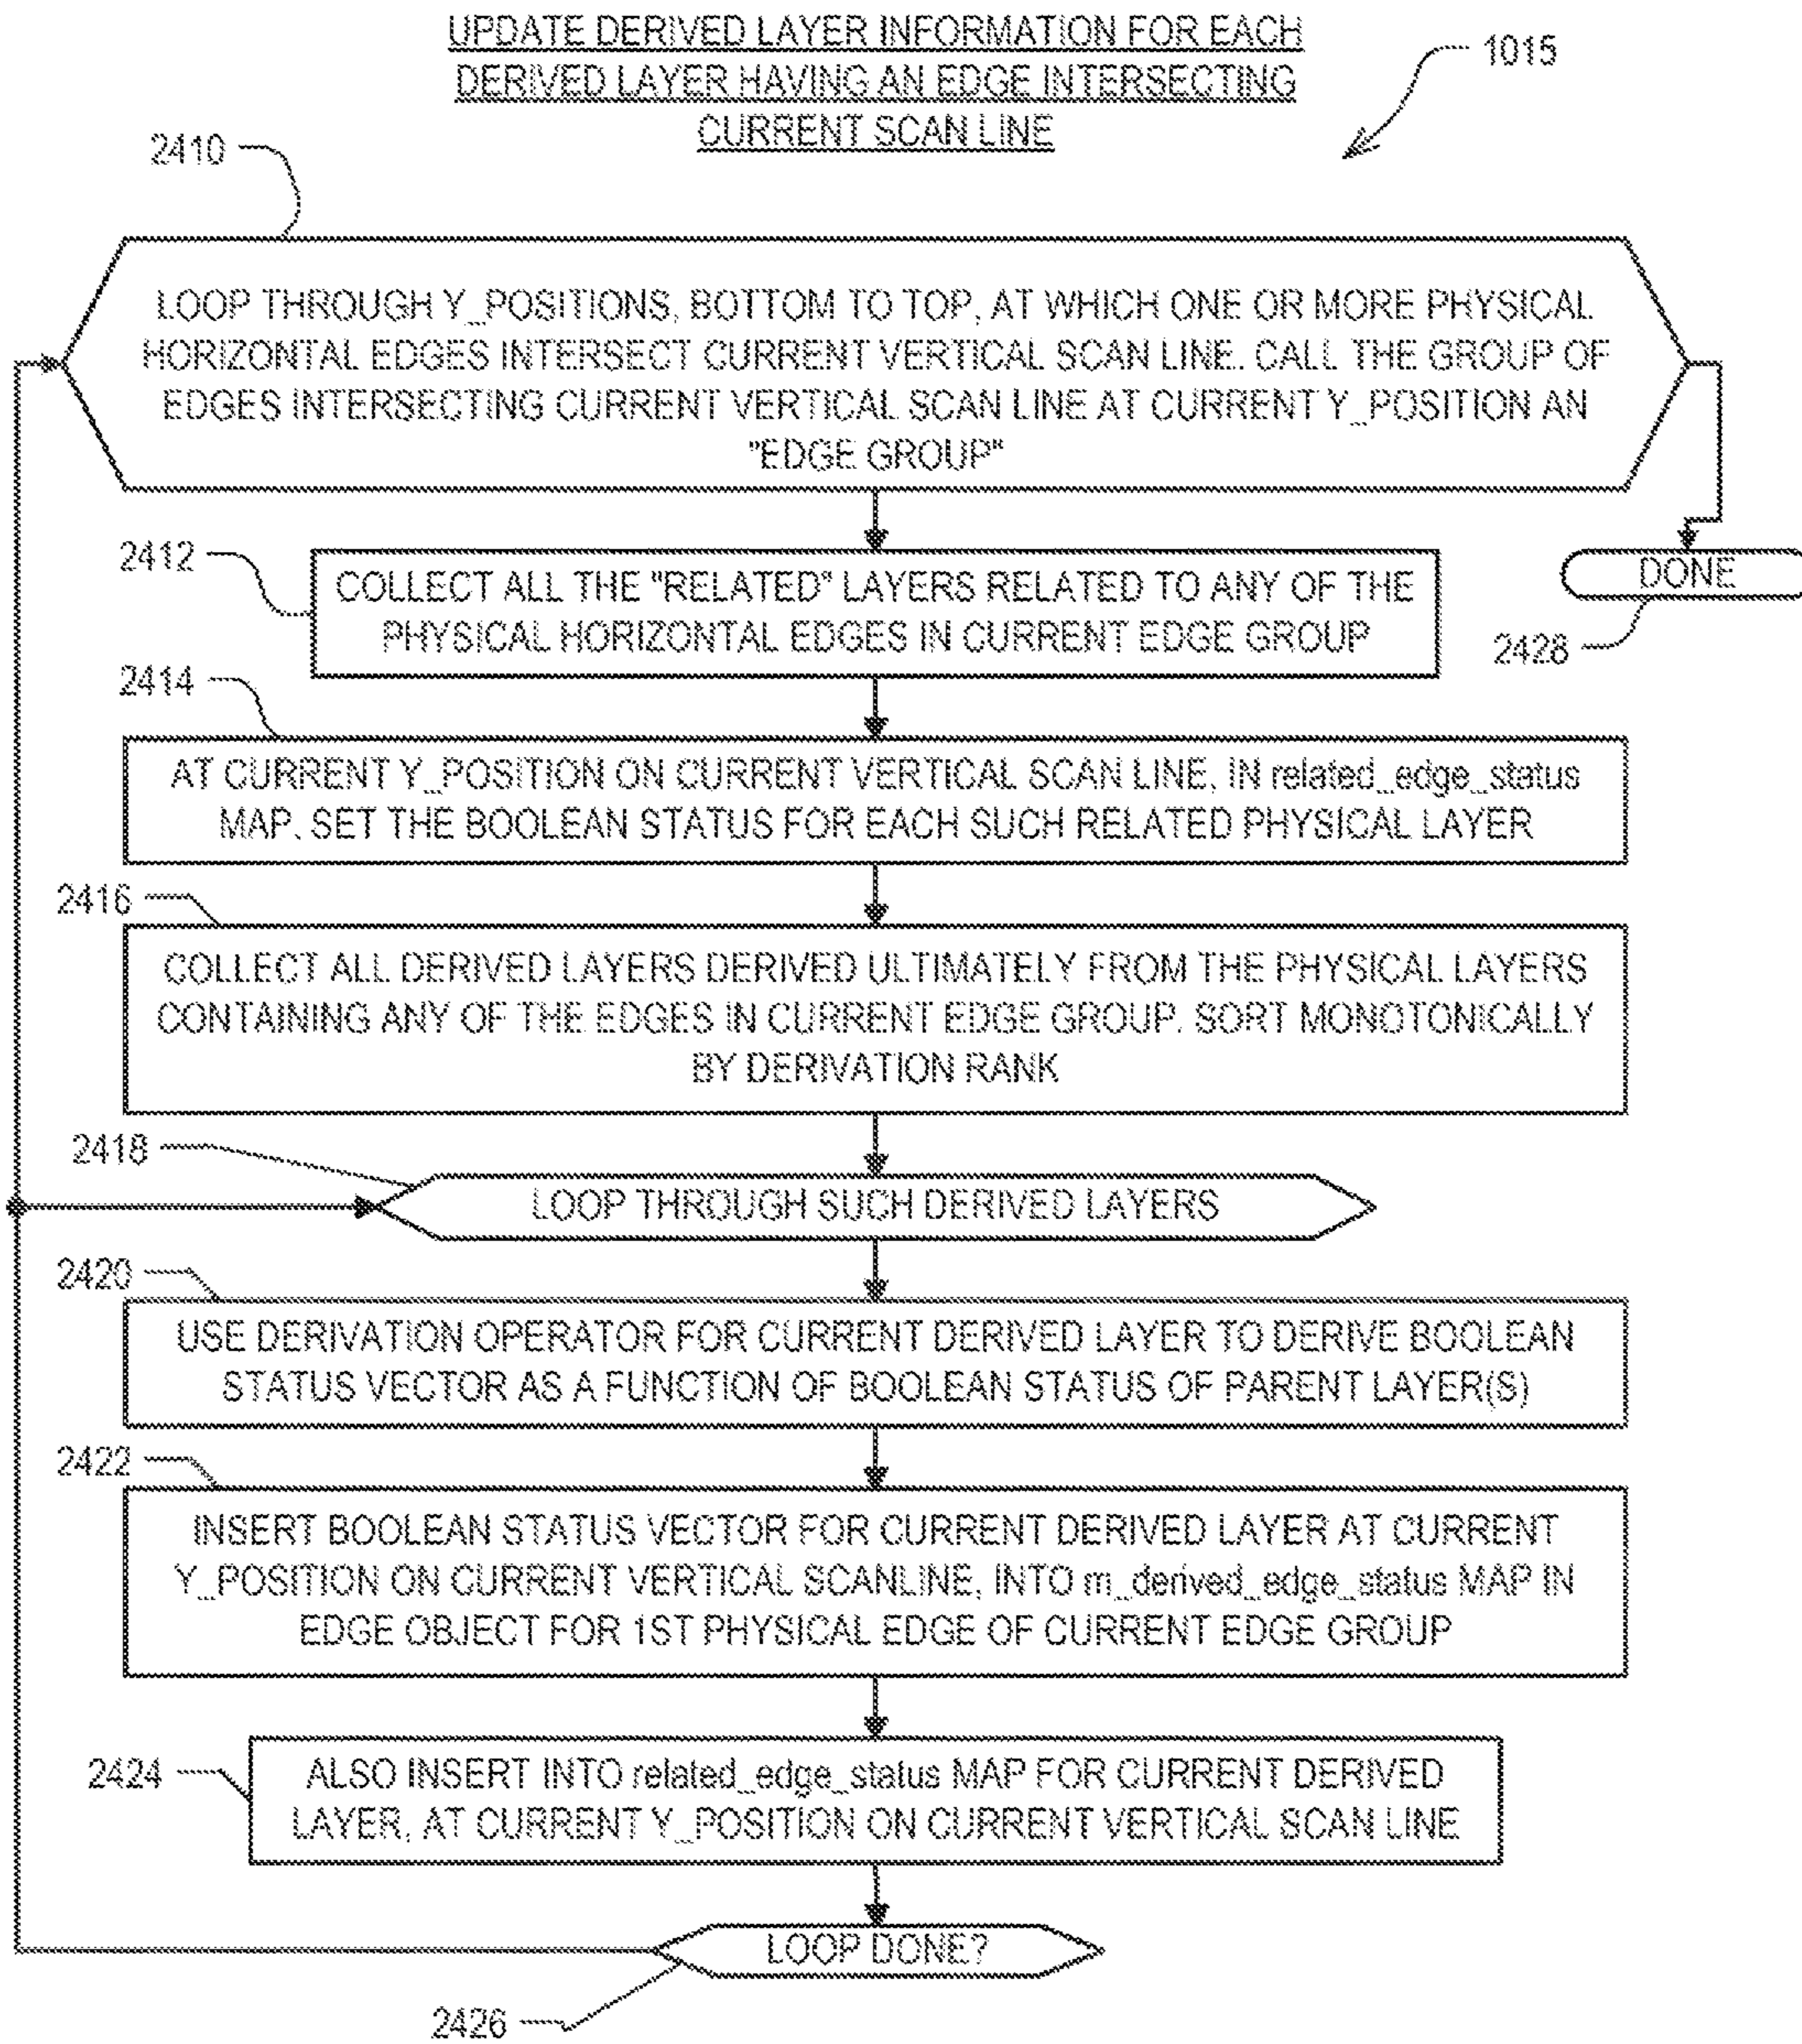 UPDATE DERIVED LAYER INFORMATION FOR EACH
DERIVED LAYER HAVING AN EDGE INTERSECTING
CURRENT SCAN LINE
1015
2410
LOOP THROUGH Y_POSITIONS, BOTTOM TO TOP, AT WHICH ONE OR MORE PHYSICAL
HORIZONTAL EDGES INTERSECT CURRENT VERTICAL SCAN LINE. CALL THE GROUP OF
EDGES INTERSECTING CURRENT VERTICAL SCAN LINE AT CURRENT Y_POSITION AN
"EDGE GROUP"
2412
COLLECT ALL THE "RELATED" LAYERS RELATED TO ANY OF THE
PHYSICAL HORIZONTAL EDGES IN CURRENT EDGE GROUP
DONE
2428
2414
AT CURRENT Y_POSITION ON CURRENT VERTICAL SCAN LINE, IN related_edge_status
MAP, SET THE BOOLEAN STATUS FOR EACH SUCH RELATED PHYSICAL LAYER
2416
COLLECT ALL DERIVED LAYERS DERIVED ULTIMATELY FROM THE PHYSICAL LAYERS
CONTAINING ANY OF THE EDGES IN CURRENT EDGE GROUP. SORT MONOTONICALLY
BY DERIVATION RANK
2418
LOOP THROUGH SUCH DERIVED LAYERS
2420
USE DERIVATION OPERATOR FOR CURRENT DERIVED LAYER TO DERIVE BOOLEAN
STATUS VECTOR AS A FUNCTION OF BOOLEAN STATUS OF PARENT LAYER(S)
2422
INSERT BOOLEAN STATUS VECTOR FOR CURRENT DERIVED LAYER AT CURRENT
Y_POSITION ON CURRENT VERTICAL SCANLINE, INTO m_derived_edge_status MAP IN
EDGE OBJECT FOR 1ST PHYSICAL EDGE OF CURRENT EDGE GROUP
2424
ALSO INSERT INTO related_edge_status MAP FOR CURRENT DERIVED
LAYER, AT CURRENT Y_POSITION ON CURRENT VERTICAL SCAN LINE
LOOP DONE?
2426